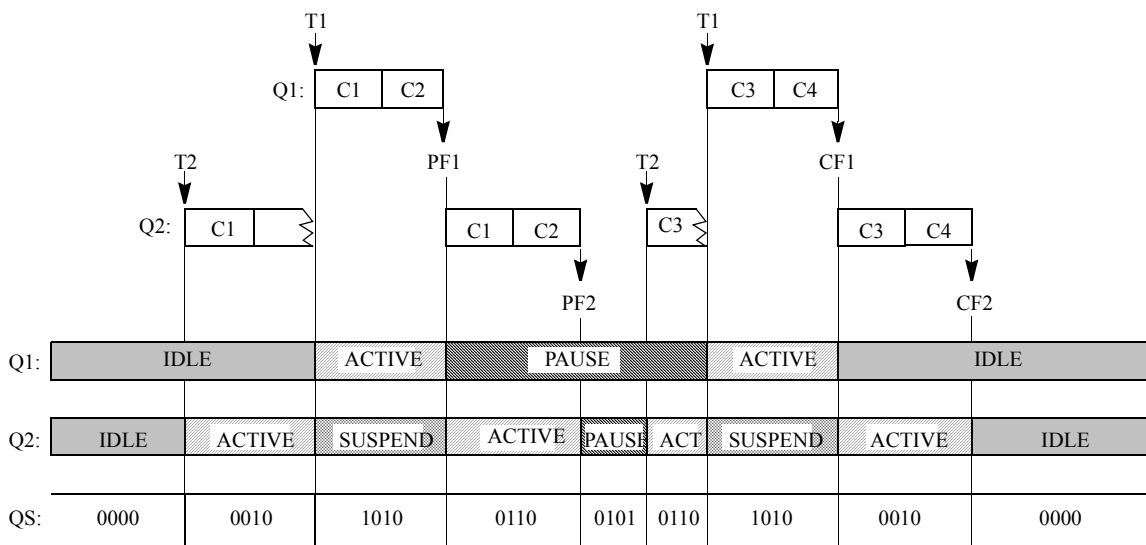 T1 T1
Q1: C1 C2 C3 C4
T2 PF1 T2 CF1
Q2: C1 C1 C2 C3 C3 C4
PF2 CF2
Q1: IDLE ACTIVE PAUSE ACTIVE IDLE
Q2: IDLE ACTIVE SUSPEND ACTIVE PAUSE ACT SUSPEND ACTIVE IDLE
QS: 0000 0010 1010 0110 0101 0110 1010 0010 0000